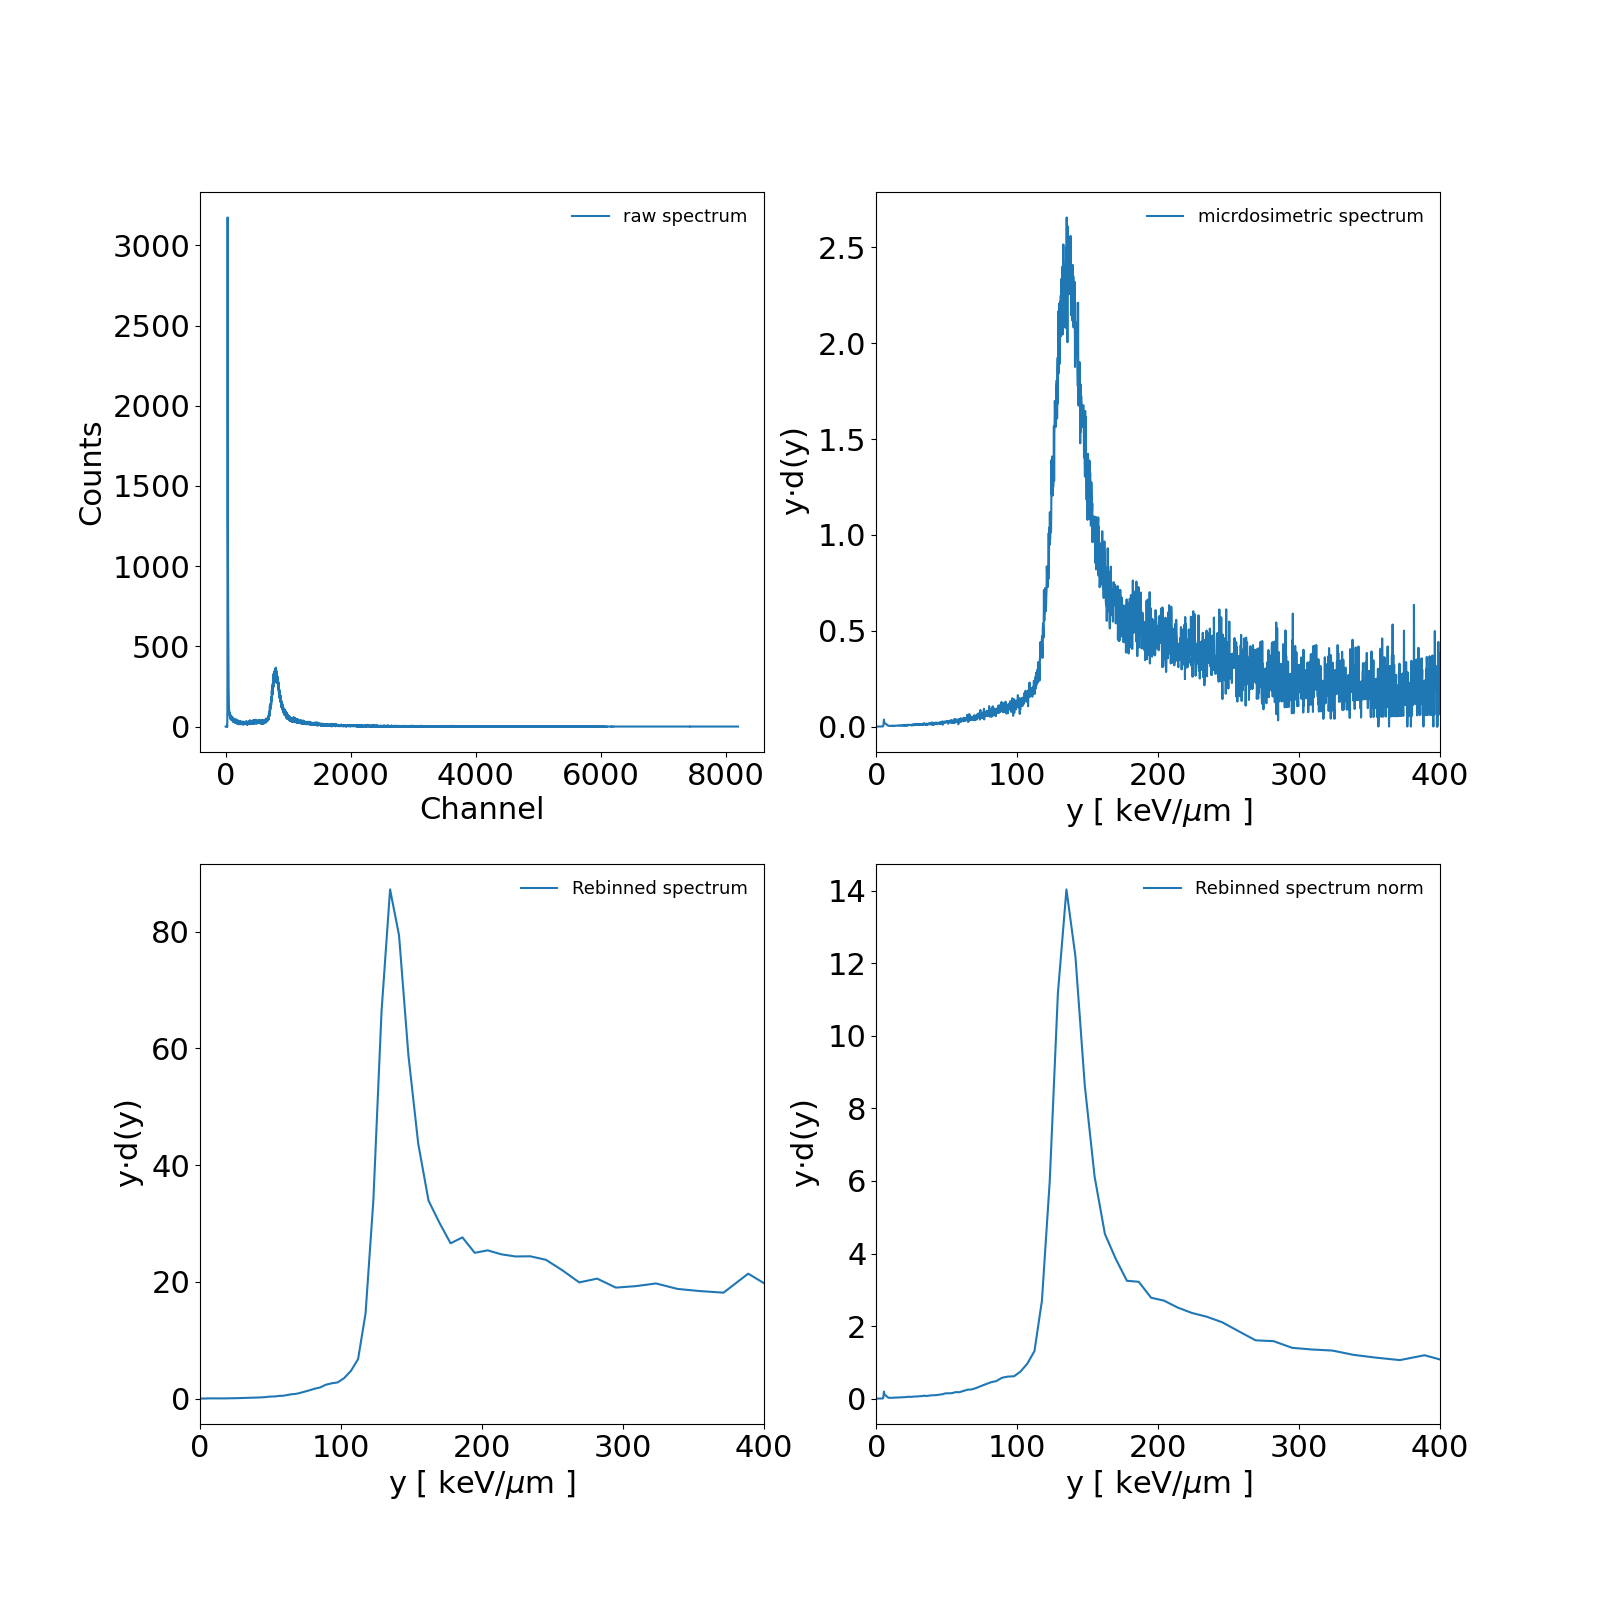 raw spectrum
3000
2500
2000
1500
1000
500
0
Counts
0 2000 4000 6000 8000
Channel
micrdosimetric spectrum
2.5
2.0
1.5
1.0
0.5
0.0
y·d(y)
0 100 200 300 400
y [ keV/μm ]
Rebinned spectrum
80
60
40
20
0
y·d(y)
0 100 200 300 400
y [ keV/μm ]
Rebinned spectrum norm
14
12
10
8
6
4
2
0
y·d(y)
0 100 200 300 400
y [ keV/μm ]